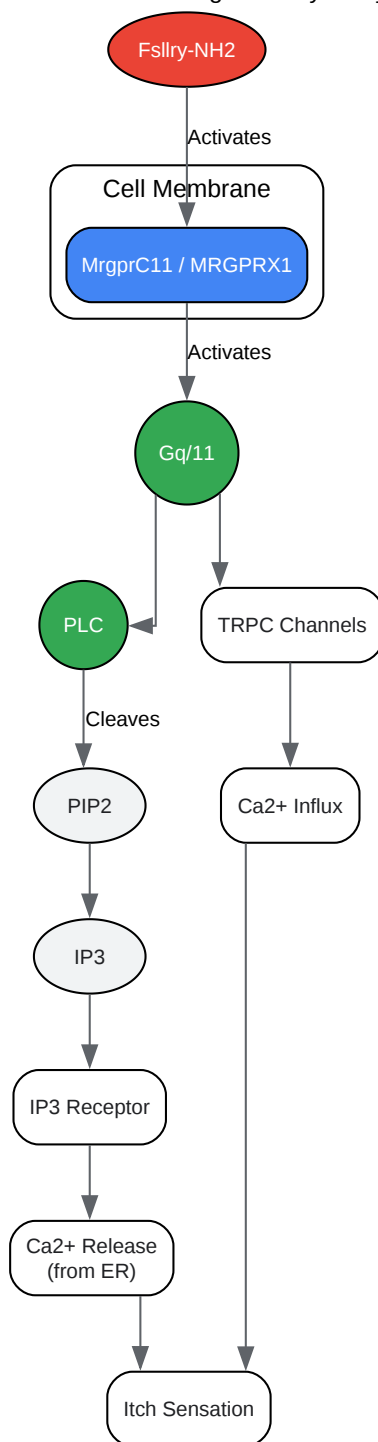 Fsllry-NH2
Activates
Cell Membrane
MrgprC11 / MRGPRX1
Activates
Gq/11
PLC
TRPC Channels
Cleaves
PIP2
Ca2+ Influx
IP3
IP3 Receptor
Ca2+ Release
(from ER)
Itch Sensation